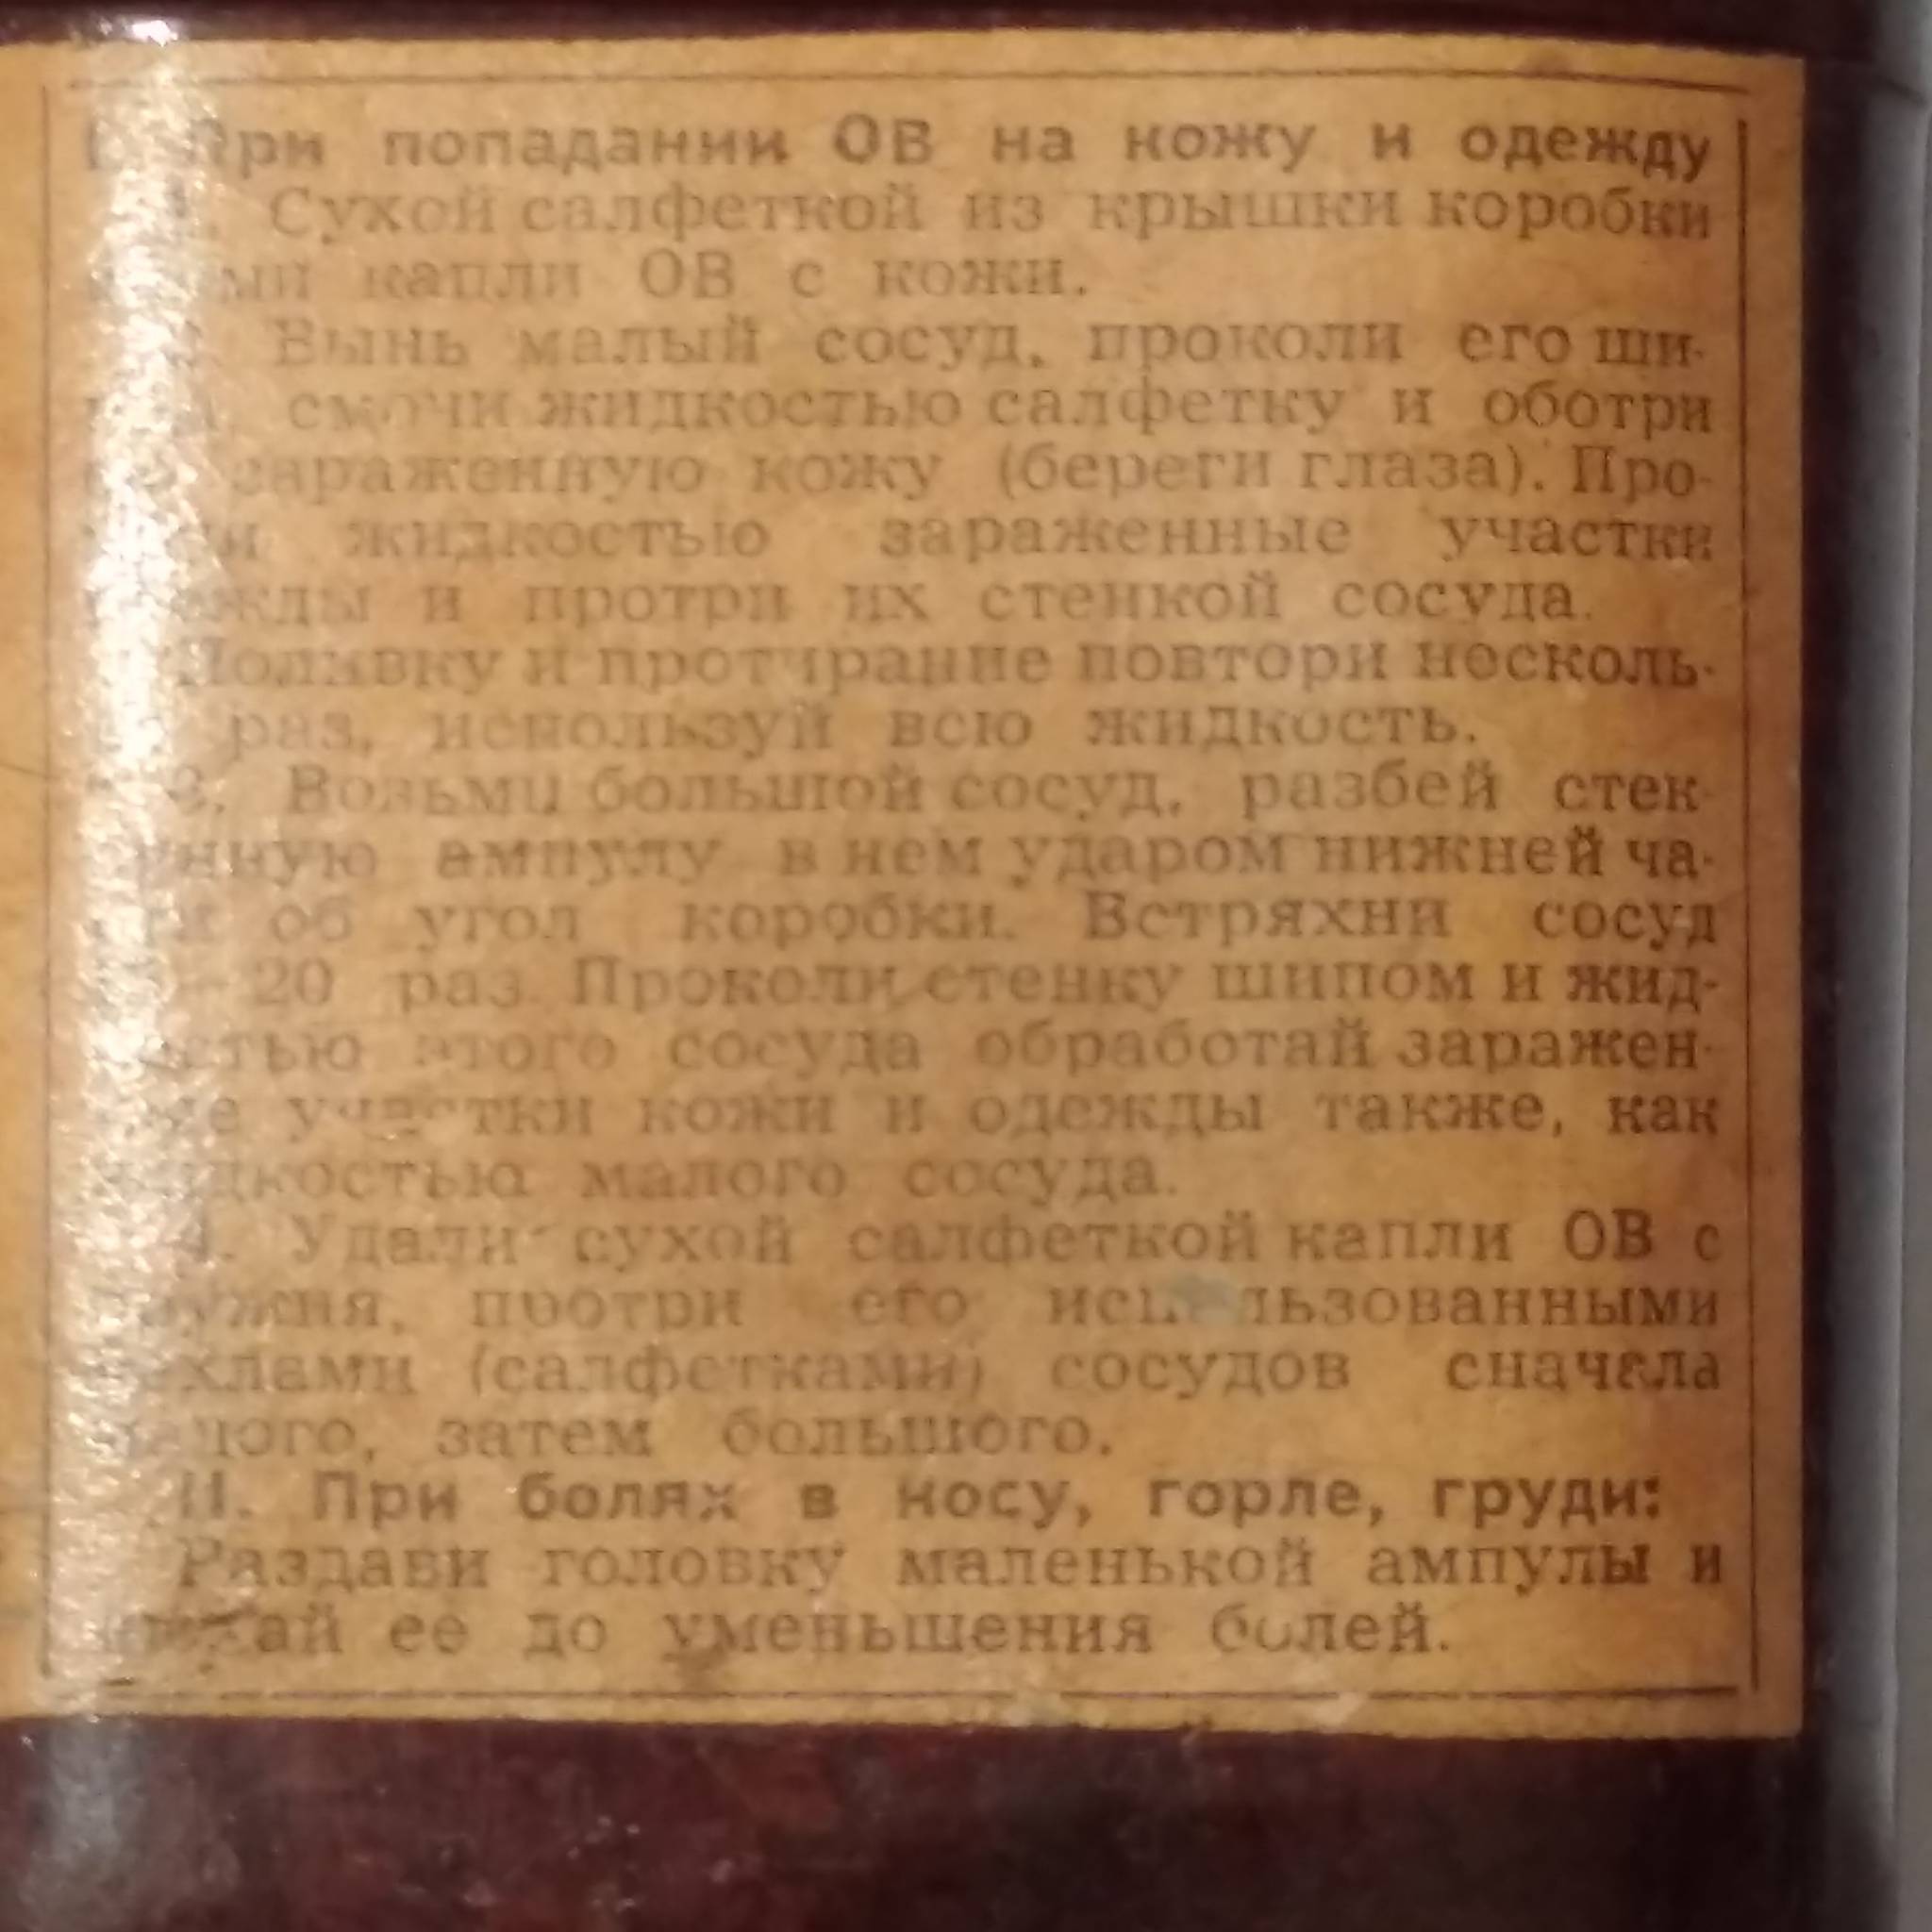 При попадании ОВ на кожу и одежду
1. Сухой салфеткой из крышки коробки
капли ОВ с кожи.
Вынь малый сосуд, проколи его ши-
смочи жидкостью салфетку и оботри
зараженную кожу (береги глаза). Про-
жидкостью зараженные участки
и протри их стенкой сосуда.
Поливку и протирание повтори несколь-
раз, используй всю жидкость.
3. Возьми большой сосуд, разбей стек-
ампулу в нем ударом нижней ча-
об угол коробки. Встряхни сосуд
20 раз. Проколи стенку шипом и жид-
этого сосуда обработай заражен-
участки кожи и одежды также, как
жидкостью малого сосуда.
4. Удали сухой салфеткой капли ОВ с
протри его использованными
(салфетками) сосудов сначала
затем большого.
II. При болях в носу, горле, груди:
Раздави головку маленькой ампулы и
ее до уменьшения болей.